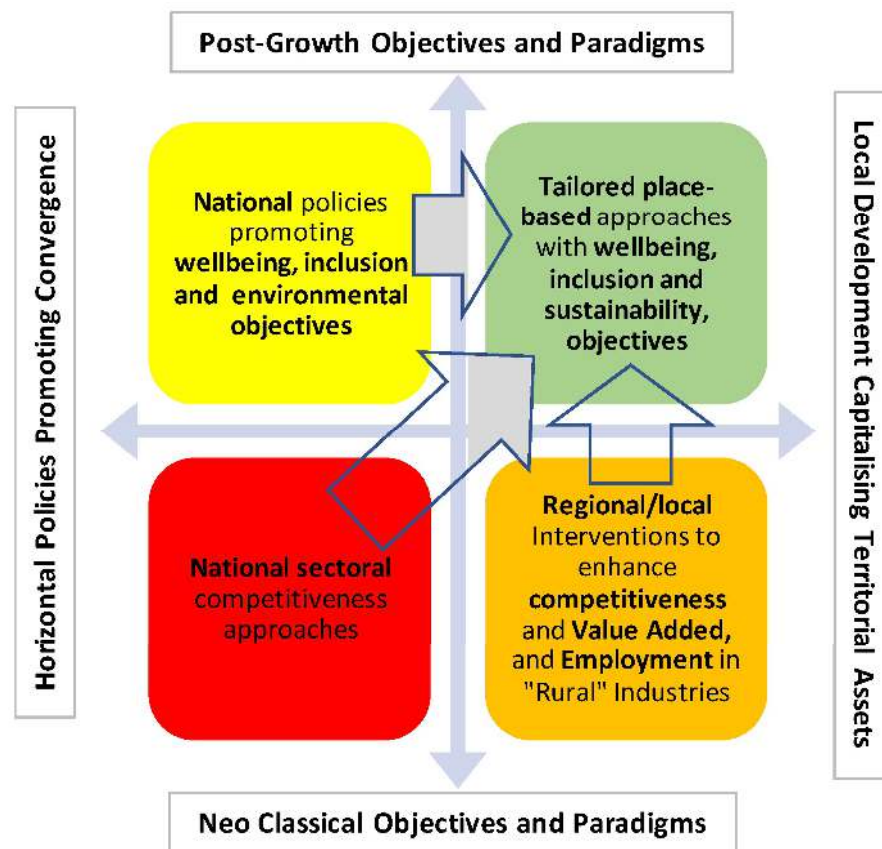 Post-Growth Objectives and Paradigms
Horizontal Policies Promoting Convergence
National policies
promoting
wellbeing, inclusion
and environmental
objectives
Tailored place-
based approaches
with wellbeing,
inclusion and
sustainability,
objectives
Local Development Capitalising Territorial Assets
National sectoral
competitiveness
approaches
Regional/local
Interventions to
enhance
competitiveness
and Value Added,
and Employment in
"Rural" Industries
Neo Classical Objectives and Paradigms